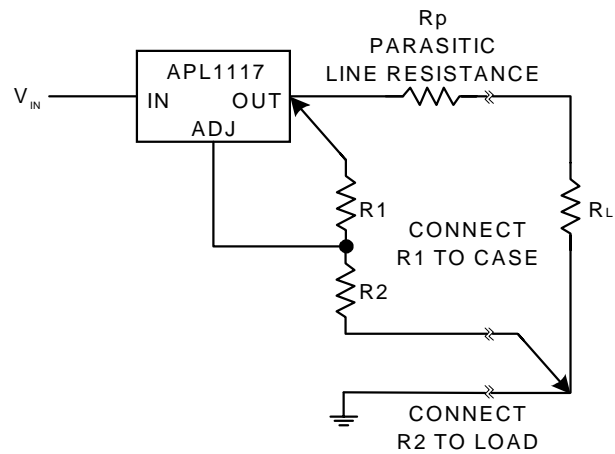 Rp
PARASITIC
LINE RESISTANCE
APL1117
VIN
IN OUT
ADJ
R1
RL
CONNECT
R1 TO CASE
R2
CONNECT
R2 TO LOAD